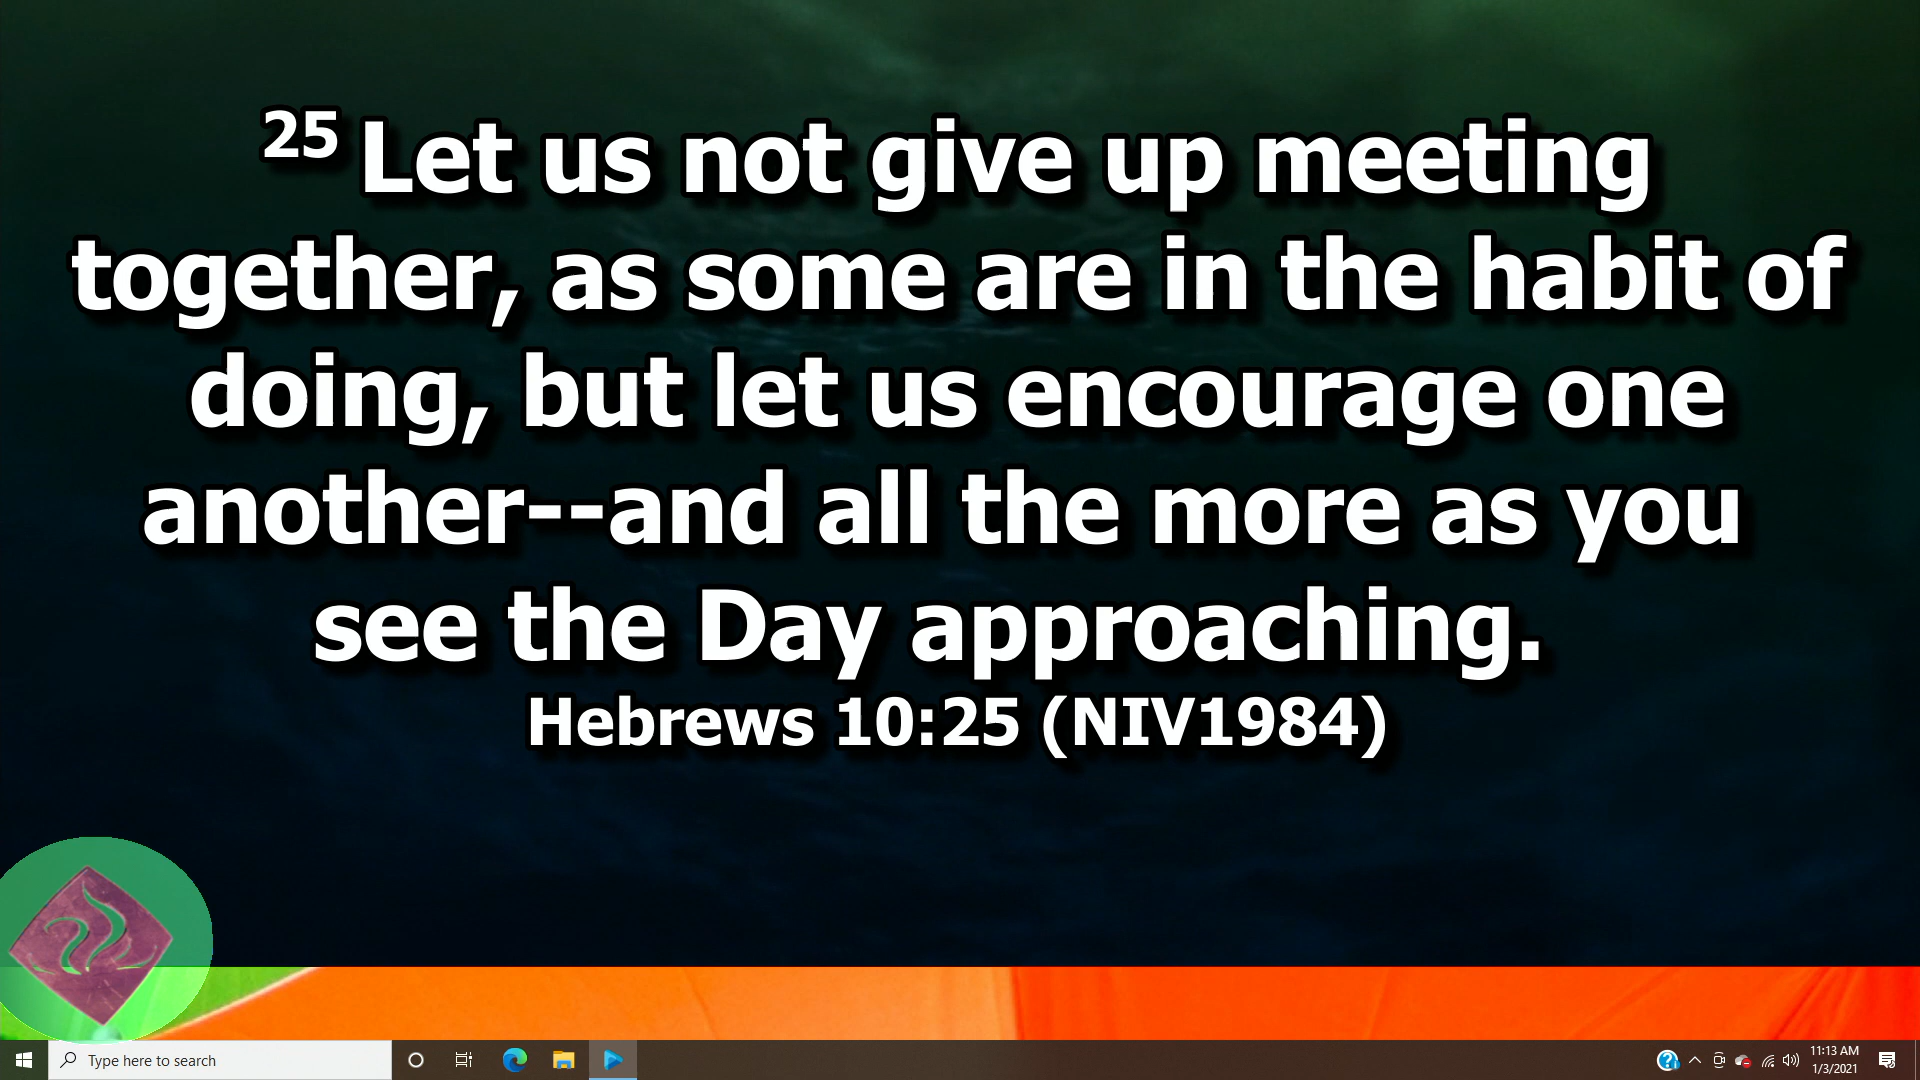 25 Let us not give up meeting
together, as some are in the habit of
doing, but let us encourage one
another--and all the more as you
see the Day approaching.
Hebrews 10:25 (NIV1984)
Type here to search
11:13 AM
1/3/2021